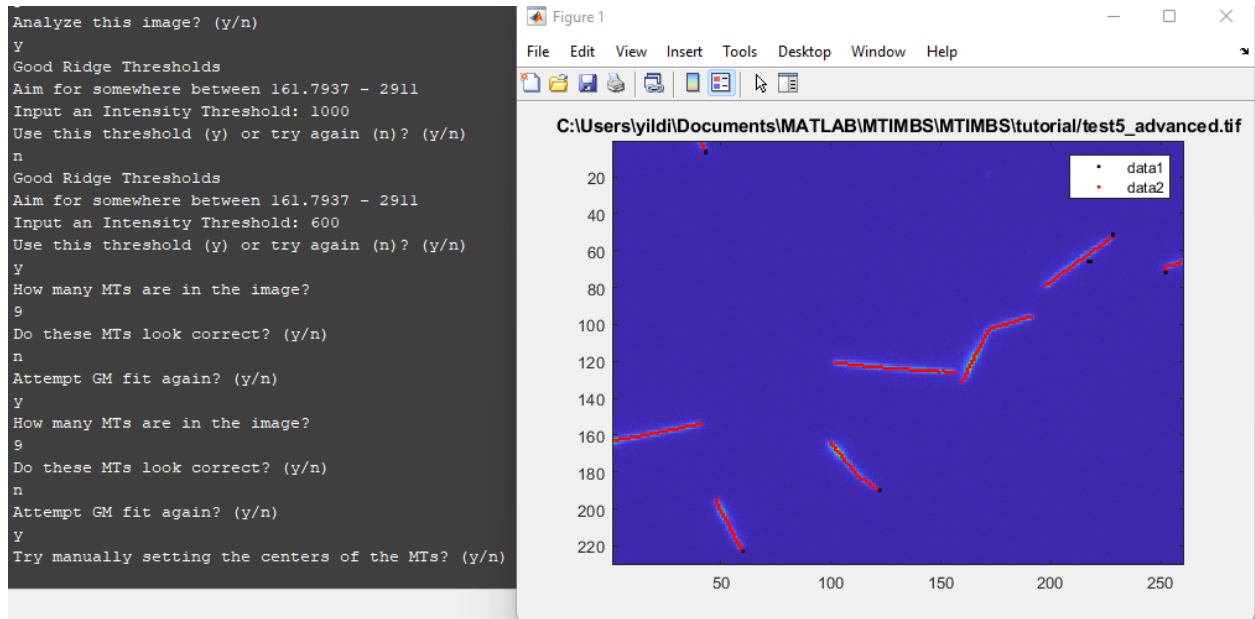 Analyze this image? (y/n)
y
Good Ridge Thresholds
Aim for somewhere between 161.7937 - 2911
Input an Intensity Threshold: 1000
Use this threshold (y) or try again (n)? (y/n)
n
Good Ridge Thresholds
Aim for somewhere between 161.7937 - 2911
Input an Intensity Threshold: 600
Use this threshold (y) or try again (n)? (y/n)
y
How many MTs are in the image?
9
Do these MTs look correct? (y/n)
n
Attempt GM fit again? (y/n)
y
How many MTs are in the image?
9
Do these MTs look correct? (y/n)
n
Attempt GM fit again? (y/n)
y
Try manually setting the centers of the MTs? (y/n)
Figure 1
File Edit View Insert Tools Desktop Window Help
C:\Users\yildi\Documents\MATLAB\MTIMBS\MTIMBS\tutorial/test5_advanced.tif
data1
data2
20
40
60
80
100
120
140
160
180
200
220
50 100 150 200 250